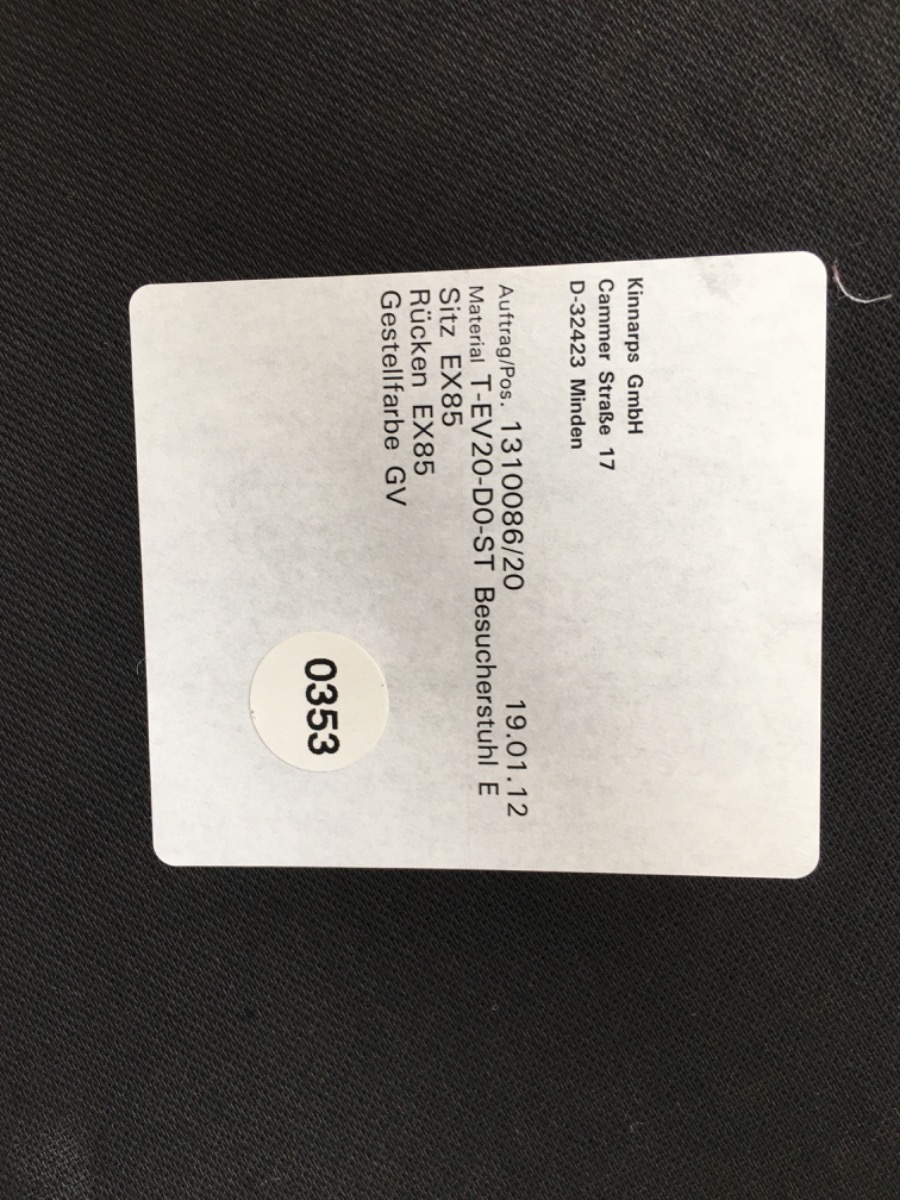 Kinnarps GmbH
Cammer Straße 17
D-32423 Minden
Auftrag/Pos. 1310086/20 19.01.12
Material T-EV20-D0-ST Besucherstuhl E
Sitz EX85
Rücken EX85
Gestellfarbe GV
0353